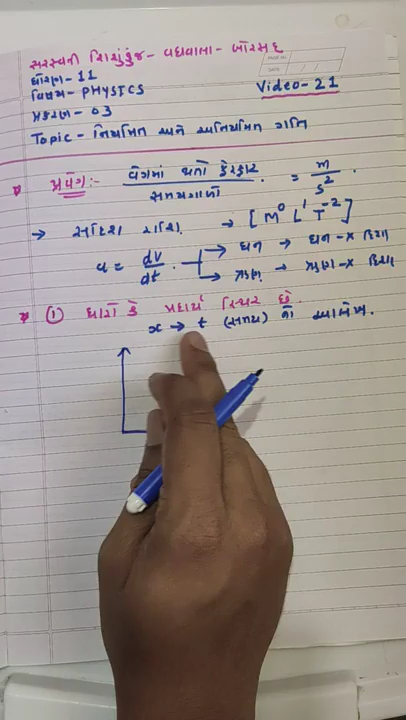 સરસ્વતી શિશુકુંજ - વઘવાલા - બોરસદ
ધોરણ - 11
વિષય - PHYSICS
પ્રકરણ - 03
Video - 21
Topic - નિયમિત અને અનિયમિત ગતિ
* પ્રવેગ :- વેગમાં થતો ફેરફાર / સમયગાળો = m / s²
→ સદિશ રાશિ → [M⁰ L¹ T⁻²]
a = dv / dt → ધન → ધન - x દિશા
→ ઋણ → ઋણ - x દિશા
* ① ધારો કે પદાર્થ સ્થિર છે.
x → t (સમય) નો આલેખ.